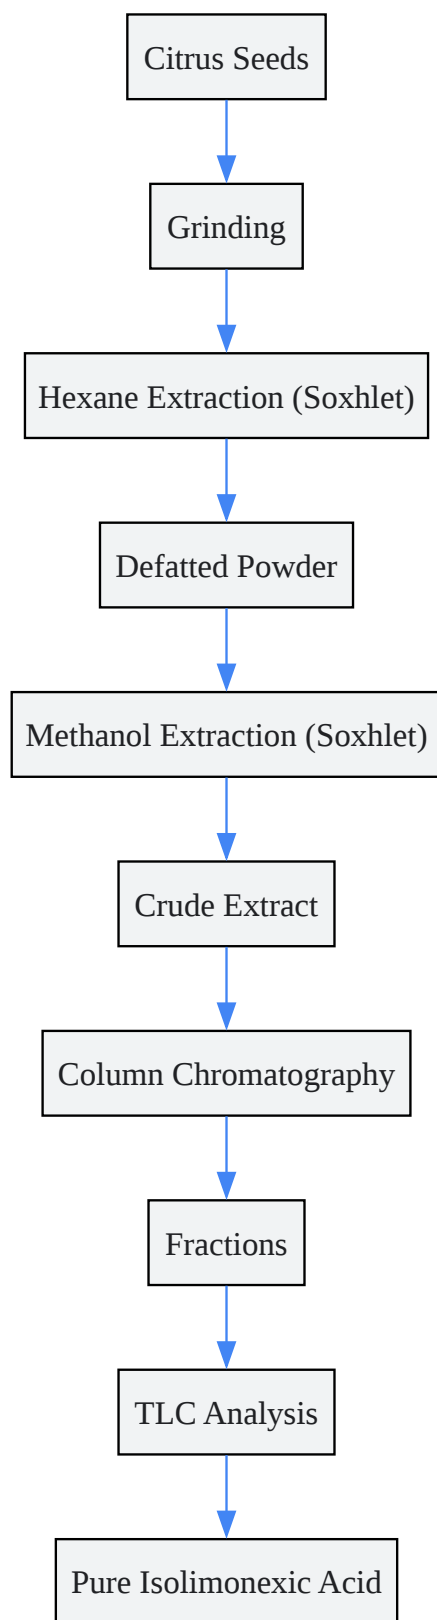 Citrus Seeds
Grinding
Hexane Extraction (Soxhlet)
Defatted Powder
Methanol Extraction (Soxhlet)
Crude Extract
Column Chromatography
Fractions
TLC Analysis
Pure Isolimonexic Acid